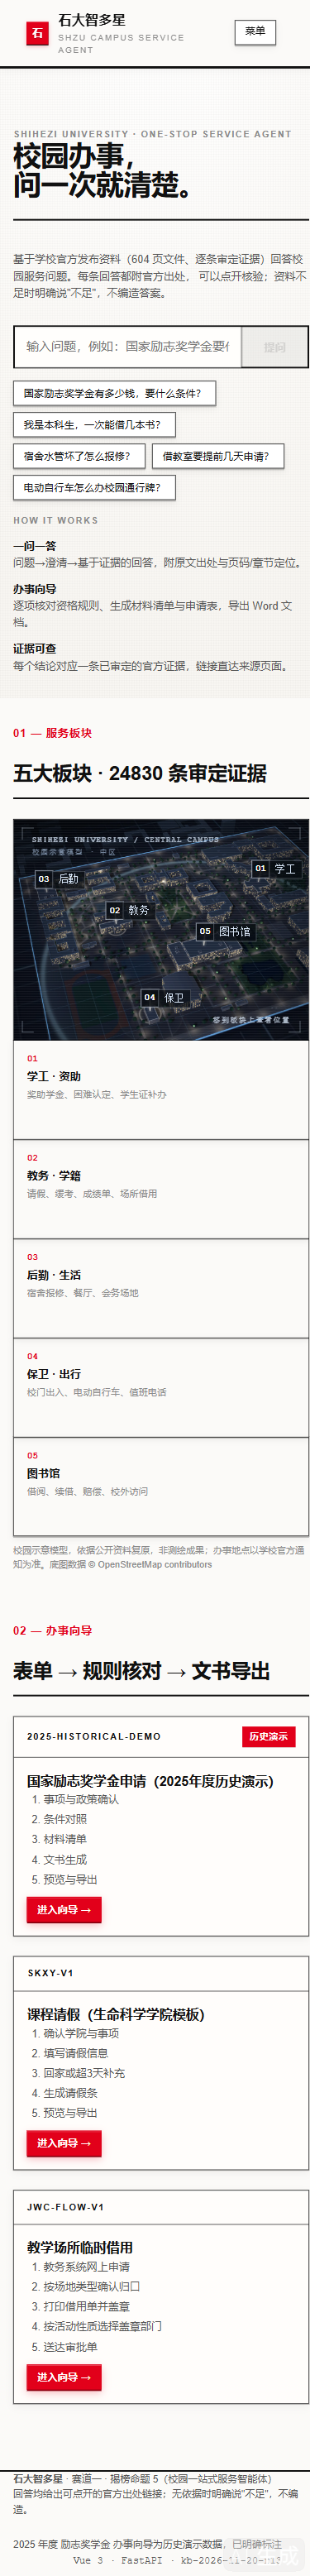 石
石大智多星
SHZU CAMPUS SERVICE
AGENT
菜单
SHIHEZI UNIVERSITY · ONE-STOP SERVICE AGENT
校园办事，
问一次就清楚。
基于学校官方发布资料（604 页文件、逐条审定证据）回答校
园服务问题。每条回答都附官方出处， 可以点开核验；资料不
足时明确说"不足"，不编造答案。
输入问题，例如：国家励志奖学金要什
提问
国家励志奖学金有多少钱，要什么条件？
我是本科生，一次能借几本书？
宿舍水管坏了怎么报修？
借教室要提前几天申请？
电动自行车怎么办校园通行牌？
HOW IT WORKS
一问一答
问题→澄清→基于证据的回答，附原文出处与页码/章节定位。
办事向导
逐项核对资格规则、生成材料清单与申请表，导出 Word 文
档。
证据可查
每个结论对应一条已审定的官方证据，链接直达来源页面。
01 — 服务板块
五大板块 · 24830 条审定证据
SHIHEZI UNIVERSITY / CENTRAL CAMPUS
校园示意模型 · 中区
01 学工
03 后勤
02 教务
05 图书馆
04 保卫
移到板块上查看位置
01
学工 · 资助
奖助学金、困难认定、学生证补办
02
教务 · 学籍
请假、缓考、成绩单、场所借用
03
后勤 · 生活
宿舍报修、餐厅、会务场地
04
保卫 · 出行
校门出入、电动自行车、值班电话
05
图书馆
借阅、续借、赔偿、校外访问
校园示意模型，依据公开资料复原，非测绘成果；办事地点以学校官方通
知为准。底图数据 © OpenStreetMap contributors
02 — 办事向导
表单 → 规则核对 → 文书导出
2025-HISTORICAL-DEMO
历史演示
国家励志奖学金申请（2025年度历史演示）
1. 事项与政策确认
2. 条件对照
3. 材料清单
4. 文书生成
5. 预览与导出
进入向导 →
SKXY-V1
课程请假（生命科学学院模板）
1. 确认学院与事项
2. 填写请假信息
3. 回家或超3天补充
4. 生成请假条
5. 预览与导出
进入向导 →
JWC-FLOW-V1
教学场所临时借用
1. 教务系统网上申请
2. 按场地类型确认归口
3. 打印借用单并盖章
4. 按活动性质选择盖章部门
5. 送达审批单
进入向导 →
石大智多星 · 赛道一 · 揭榜命题 5（校园一站式服务智能体）
回答均给出可点开的官方出处链接；无依据时明确说"不足"，不编
造。
2025 年度 励志奖学金 办事向导为历史演示数据，已明确标注
Vue 3 · FastAPI · kb-2026-11-20-